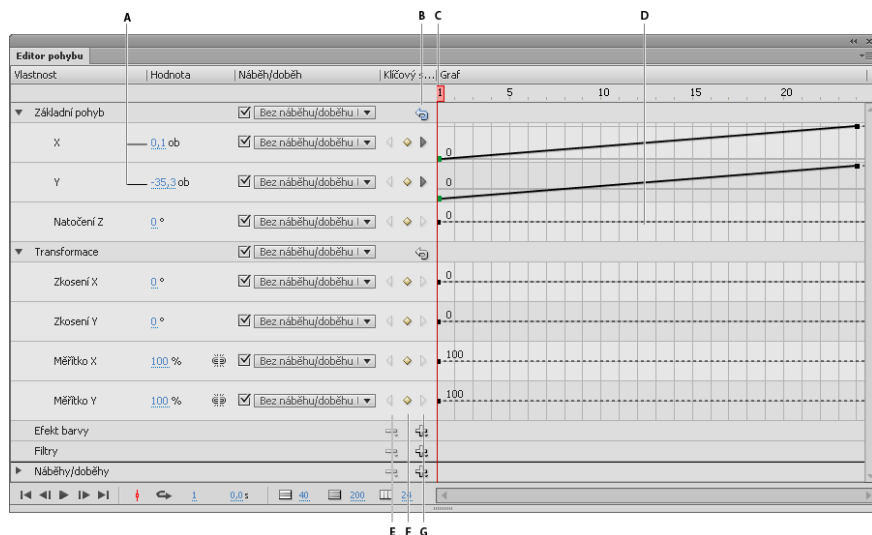 A B C D
Editor pohybu
Vlastnost Hodnota Náběh/doběh Klíčový s... Graf
1 5 10 15 20
Základní pohyb Bez náběhu/doběhu
X 0,1 ob Bez náběhu/doběhu 0
Y -35,3 ob Bez náběhu/doběhu 0
Natočení Z 0 ° Bez náběhu/doběhu 0
Transformace Bez náběhu/doběhu
Zkosení X 0 ° Bez náběhu/doběhu 0
Zkosení Y 0 ° Bez náběhu/doběhu 0
Měřítko X 100 % Bez náběhu/doběhu 100
Měřítko Y 100 % Bez náběhu/doběhu 100
Efekt barvy
Filtry
Náběhy/doběhy
1 0,0 s 40 200 24
E F G